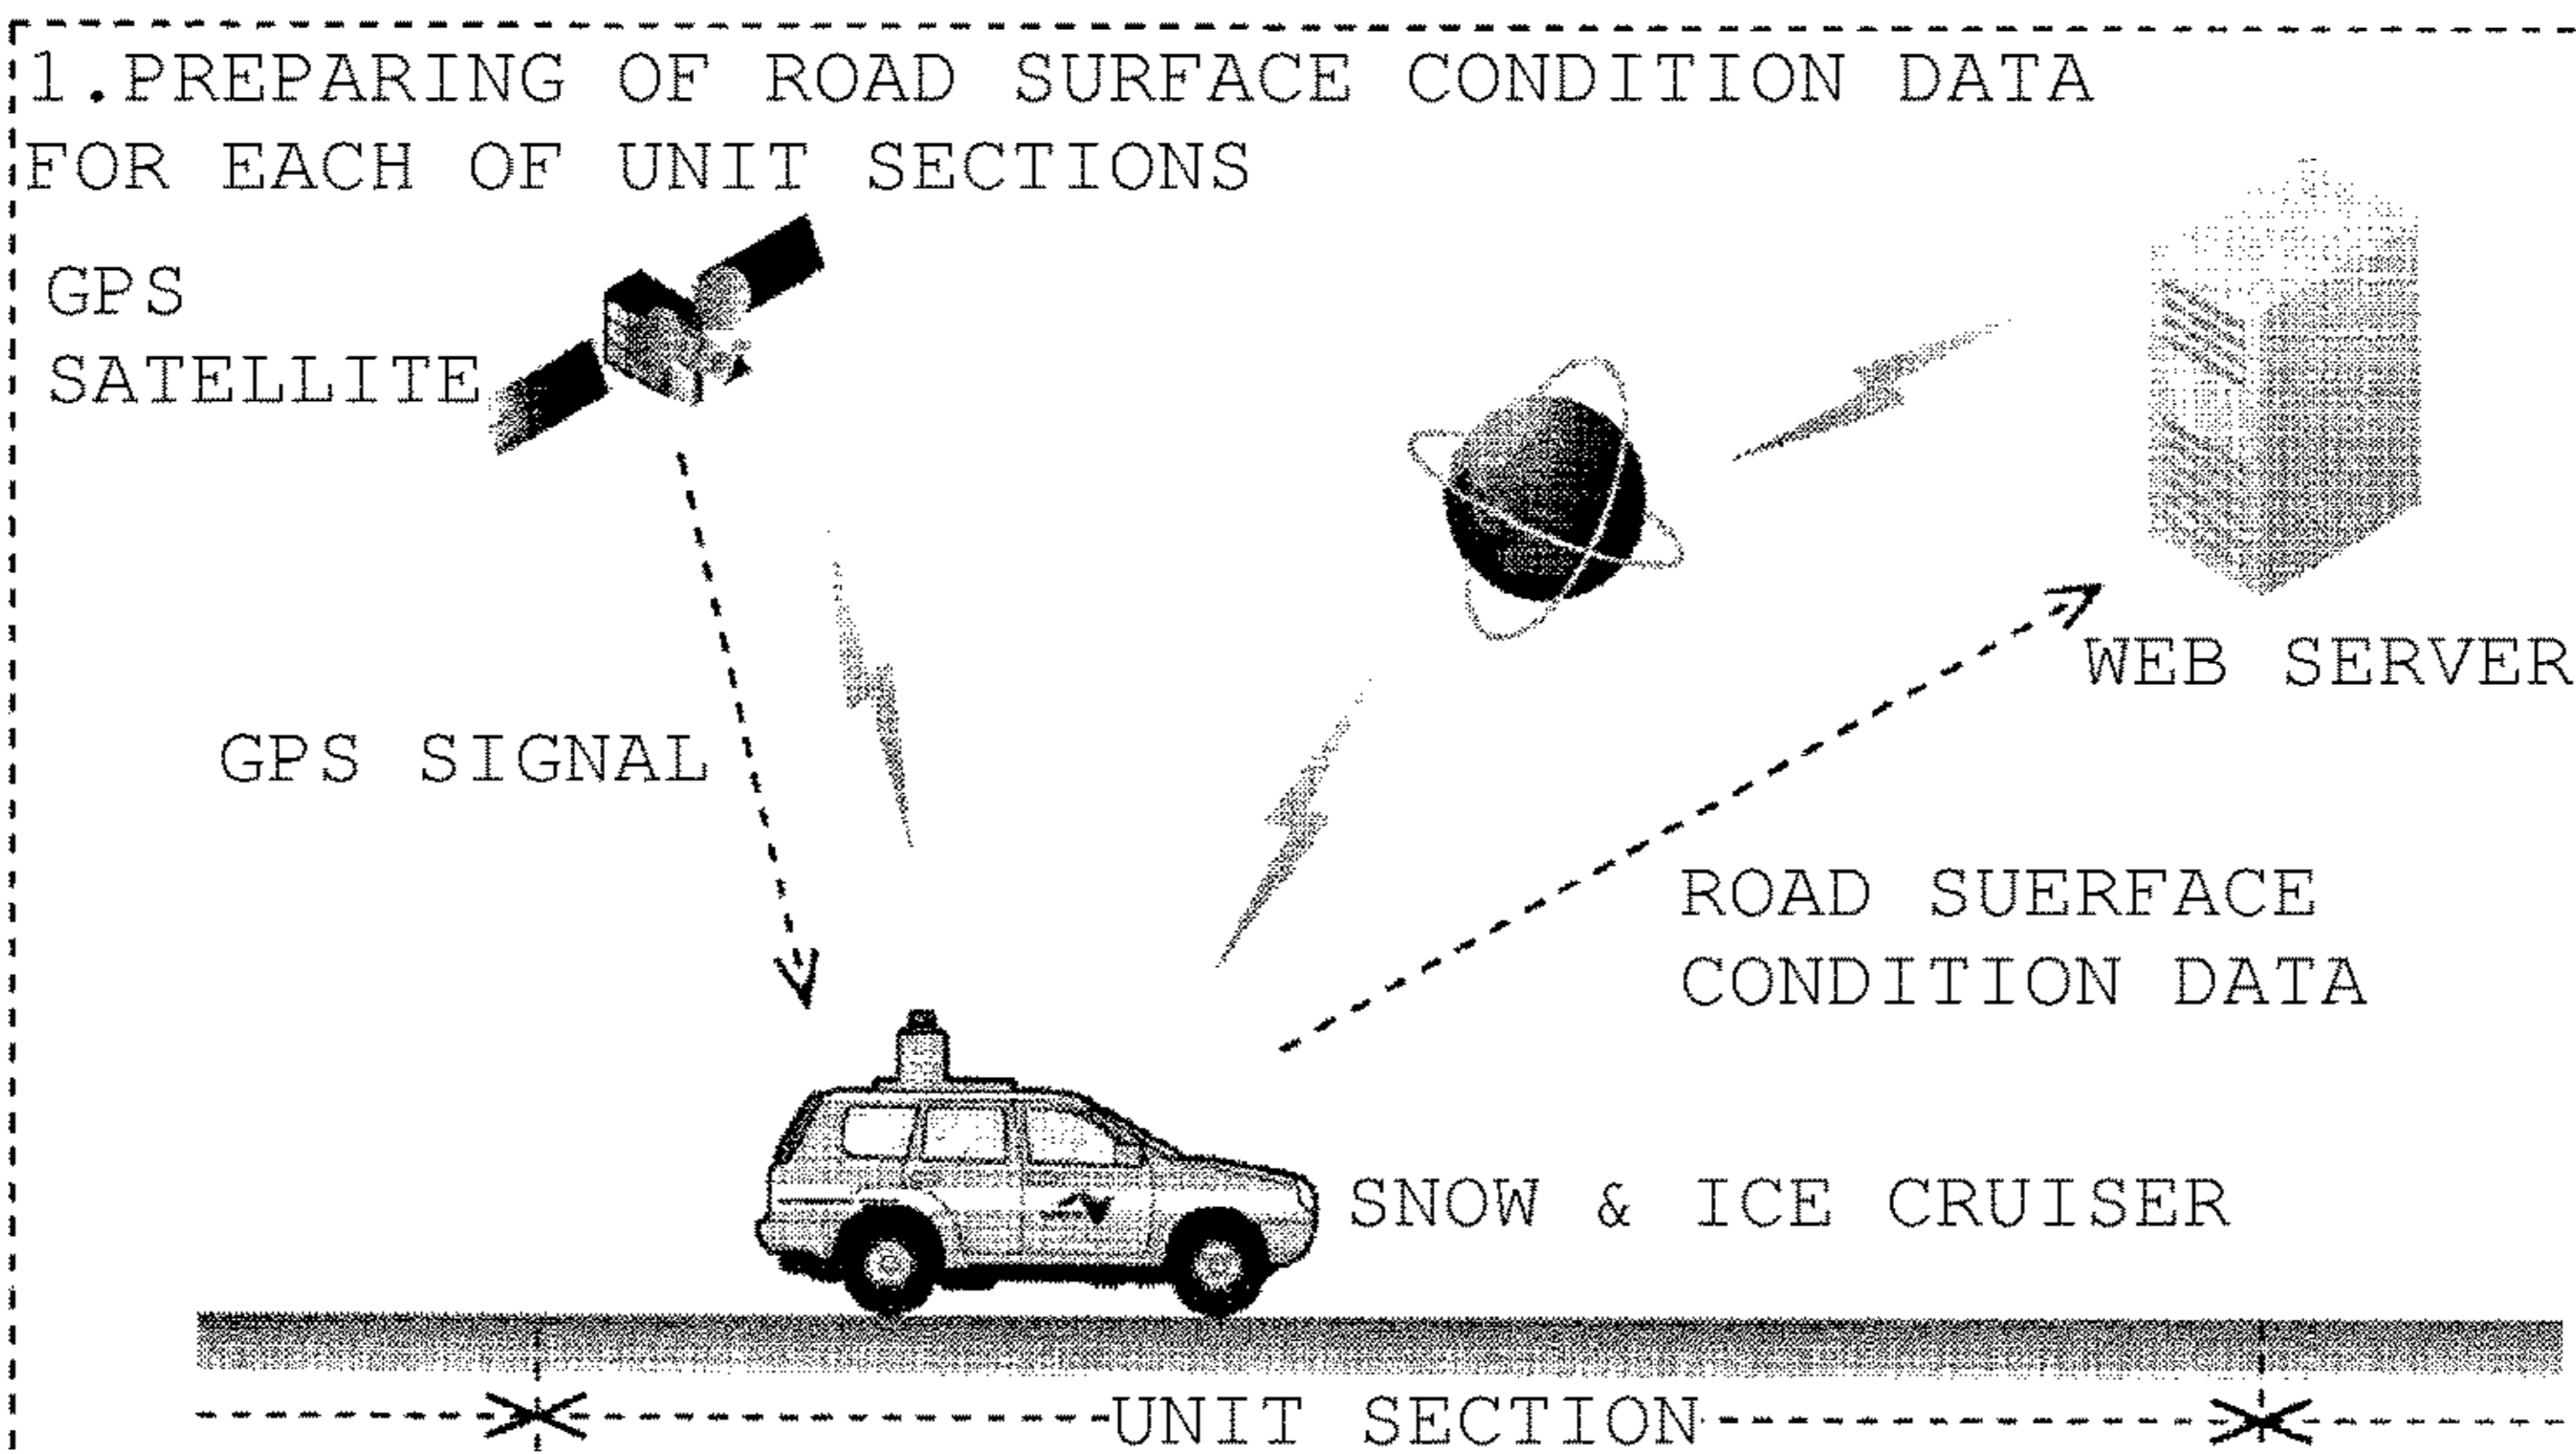 1.PREPARING OF ROAD SURFACE CONDITION DATA
FOR EACH OF UNIT SECTIONS
GPS
SATELLITE
WEB SERVER
GPS SIGNAL
ROAD SUERFACE
CONDITION DATA
SNOW & ICE CRUISER
UNIT SECTION